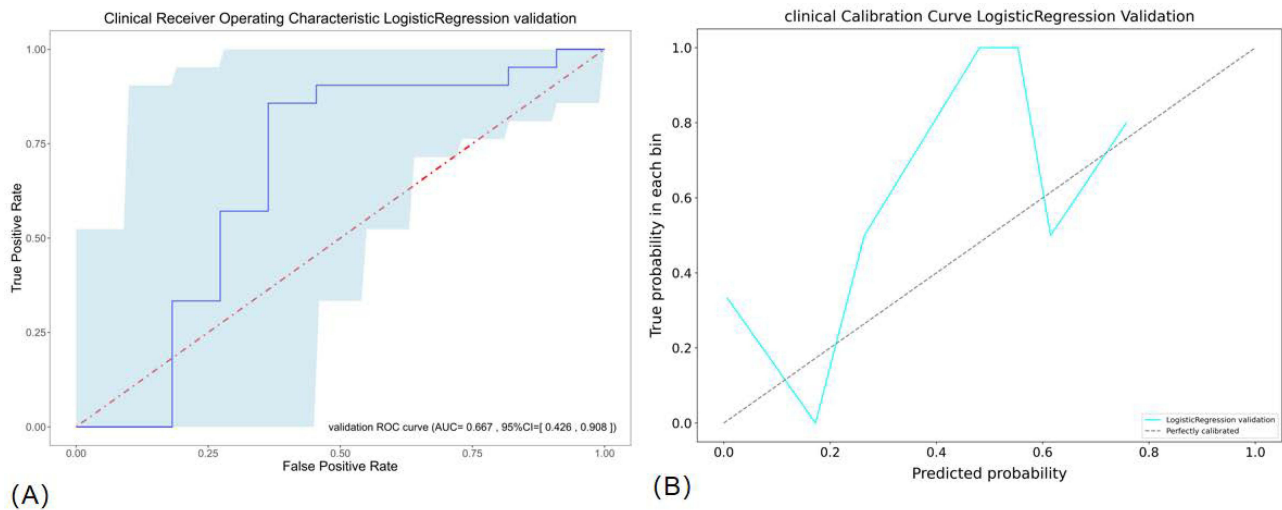 Clinical Receiver Operating Characteristic LogisticRegression validation
1.00
0.75
0.50
0.25
0.00
True Positive Rate
validation ROC curve (AUC= 0.667 , 95%CI=[ 0.426 , 0.908 ])
0.00
0.25
0.50
0.75
1.00
False Positive Rate
(A)
clinical Calibration Curve LogisticRegression Validation
1.0
0.8
0.6
0.4
0.2
0.0
True probability in each bin
LogisticRegression validation
Perfectly calibrated
0.0
0.2
0.4
0.6
0.8
1.0
Predicted probability
(B)